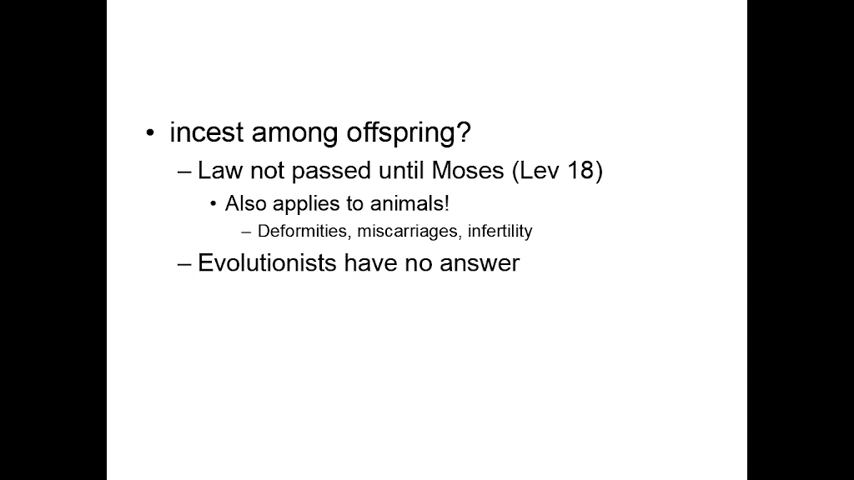 • incest among offspring?
– Law not passed until Moses (Lev 18)
• Also applies to animals!
– Deformities, miscarriages, infertility
– Evolutionists have no answer